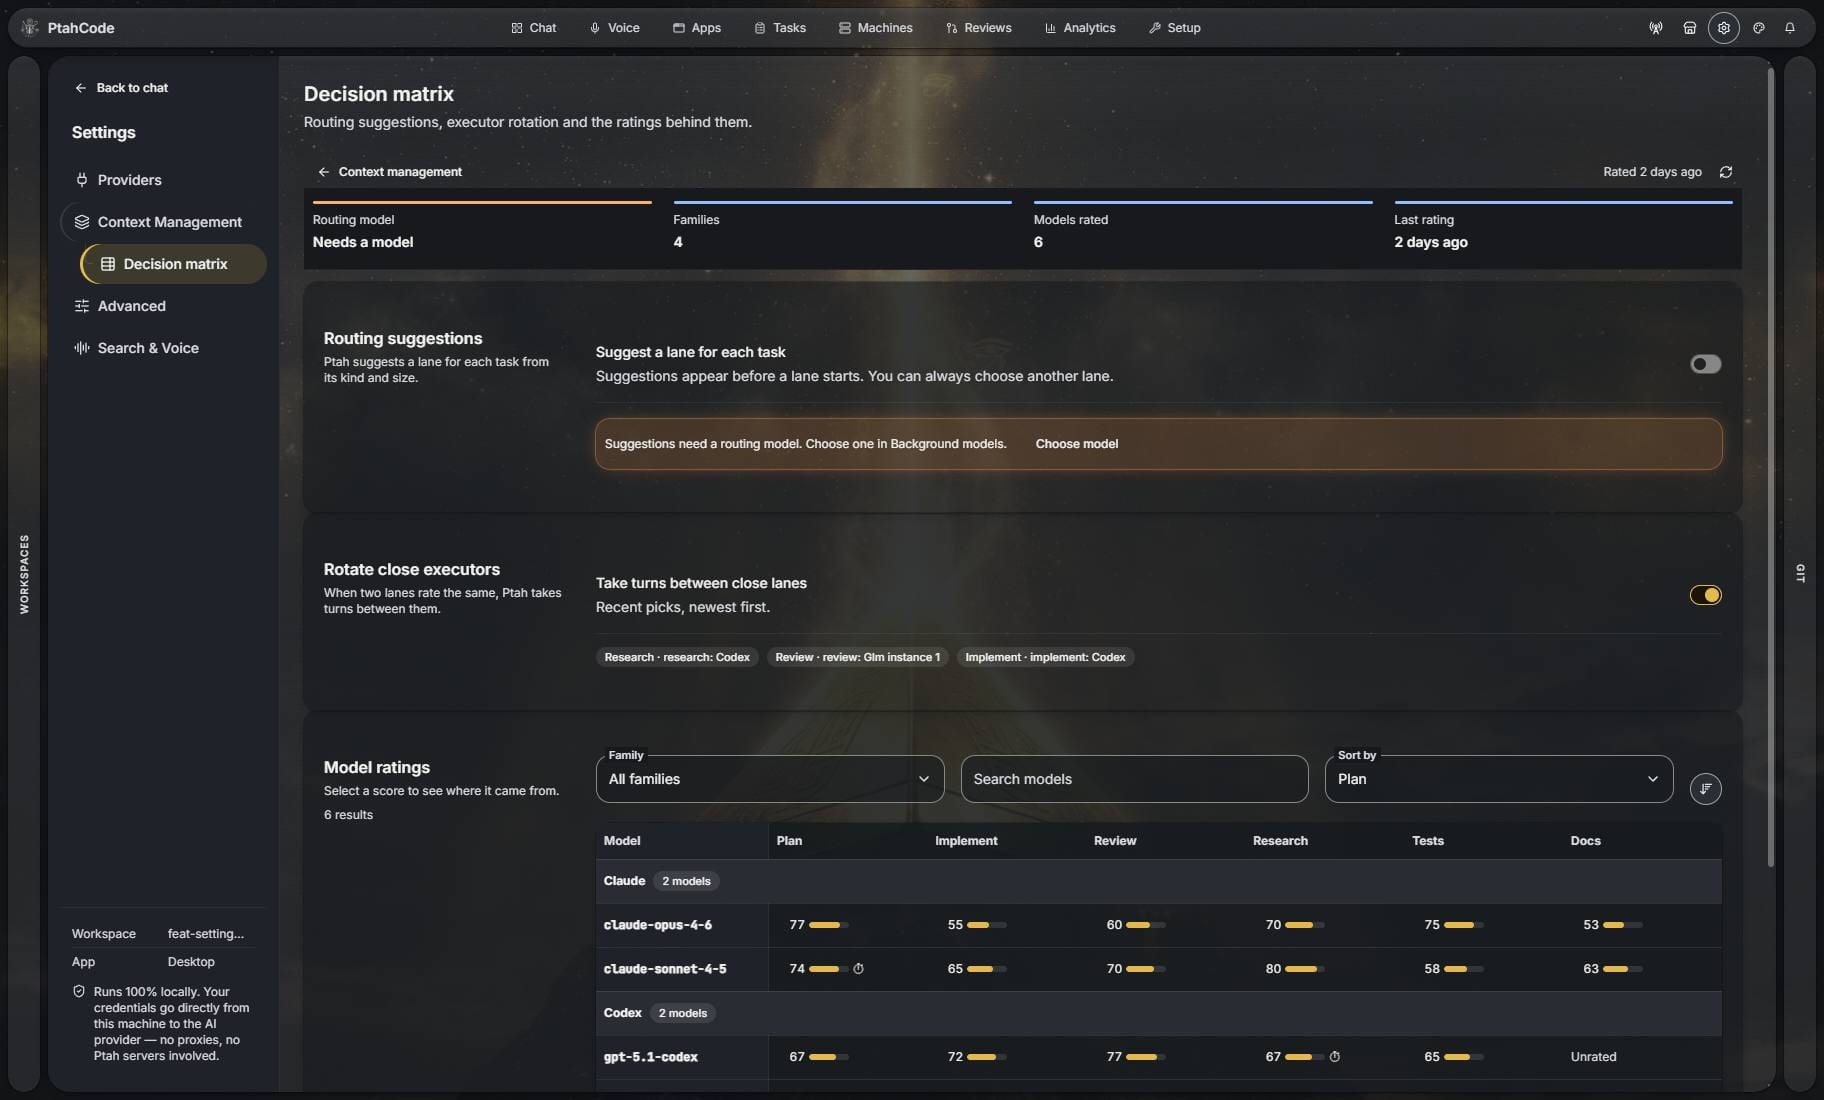 PtahCode
Chat
Voice
Apps
Tasks
Machines
Reviews
Analytics
Setup
WORKSPACES
Back to chat
Settings
Providers
Context Management
Decision matrix
Advanced
Search & Voice
Workspace feat-setting...
App Desktop
Runs 100% locally. Your
credentials go directly from
this machine to the AI
provider — no proxies, no
Ptah servers involved.
Decision matrix
Routing suggestions, executor rotation and the ratings behind them.
Context management
Rated 2 days ago
Routing model
Needs a model
Families
4
Models rated
6
Last rating
2 days ago
Routing suggestions
Ptah suggests a lane for each task from
its kind and size.
Suggest a lane for each task
Suggestions appear before a lane starts. You can always choose another lane.
Suggestions need a routing model. Choose one in Background models. Choose model
Rotate close executors
When two lanes rate the same, Ptah takes
turns between them.
Take turns between close lanes
Recent picks, newest first.
Research · research: Codex
Review · review: Glm instance 1
Implement · implement: Codex
Model ratings
Select a score to see where it came from.
6 results
Family
All families
Search models
Sort by
Plan
Model Plan Implement Review Research Tests Docs
Claude 2 models
claude-opus-4-6 77 55 60 70 75 53
claude-sonnet-4-5 74 65 70 80 58 63
Codex 2 models
gpt-5.1-codex 67 72 77 67 65 Unrated
GIT